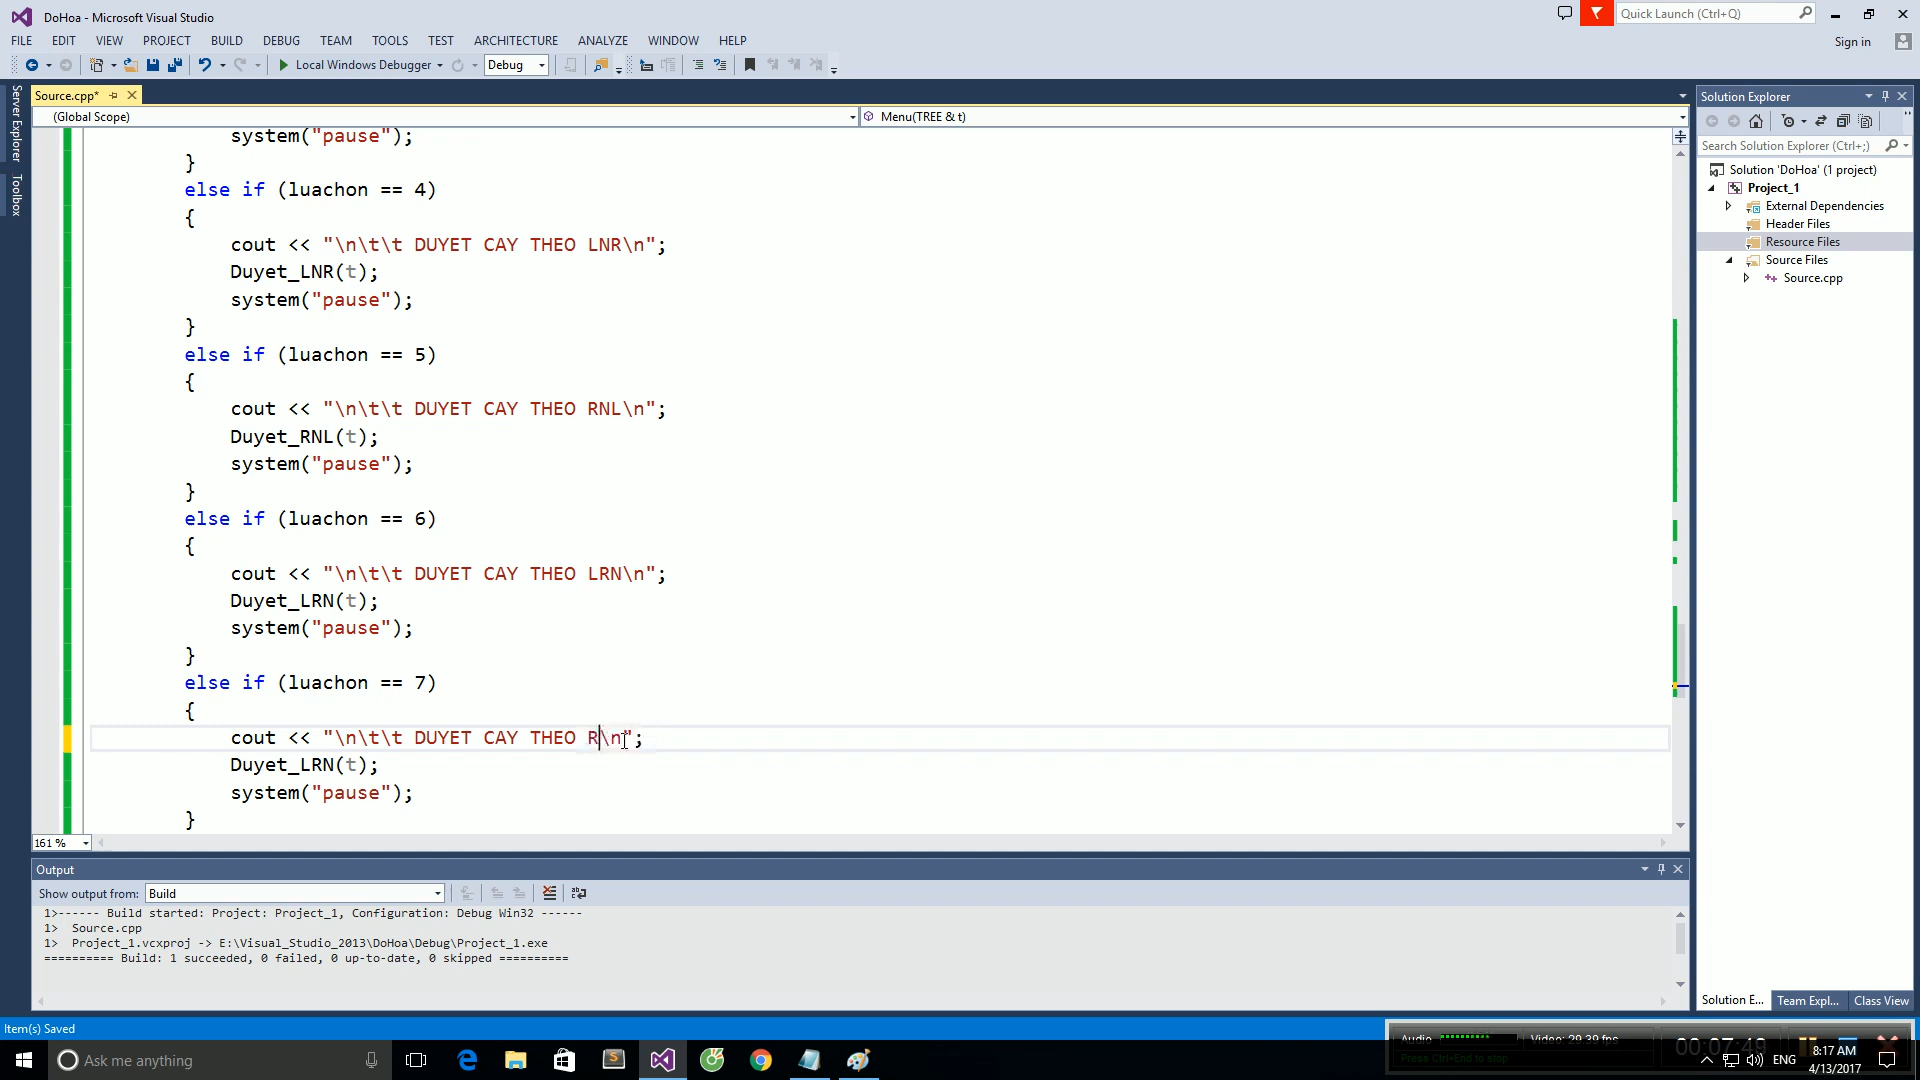 DoHoa - Microsoft Visual Studio
Quick Launch (Ctrl+Q)
FILE EDIT VIEW PROJECT BUILD DEBUG TEAM TOOLS TEST ARCHITECTURE ANALYZE WINDOW HELP
Sign in
Local Windows Debugger Debug
Server Explorer
Toolbox
Source.cpp*
(Global Scope) Menu(TREE & t)
system("pause");
}
else if (luachon == 4)
{
cout << "\n\t\t DUYET CAY THEO LNR\n";
Duyet_LNR(t);
system("pause");
}
else if (luachon == 5)
{
cout << "\n\t\t DUYET CAY THEO RNL\n";
Duyet_RNL(t);
system("pause");
}
else if (luachon == 6)
{
cout << "\n\t\t DUYET CAY THEO LRN\n";
Duyet_LRN(t);
system("pause");
}
else if (luachon == 7)
{
cout << "\n\t\t DUYET CAY THEO R\n";
Duyet_LRN(t);
system("pause");
}
161 %
Solution Explorer
Search Solution Explorer (Ctrl+;)
Solution 'DoHoa' (1 project)
Project_1
External Dependencies
Header Files
Resource Files
Source Files
Source.cpp
Solution E... Team Expl... Class View
Output
Show output from: Build
1>------ Build started: Project: Project_1, Configuration: Debug Win32 ------
1> Source.cpp
1> Project_1.vcxproj -> E:\Visual_Studio_2013\DoHoa\Debug\Project_1.exe
========== Build: 1 succeeded, 0 failed, 0 up-to-date, 0 skipped ==========
Item(s) Saved
Audio Video: 29.39 fps
Press Ctrl+End to stop
00:07:49
Ask me anything
ENG
8:17 AM
4/13/2017